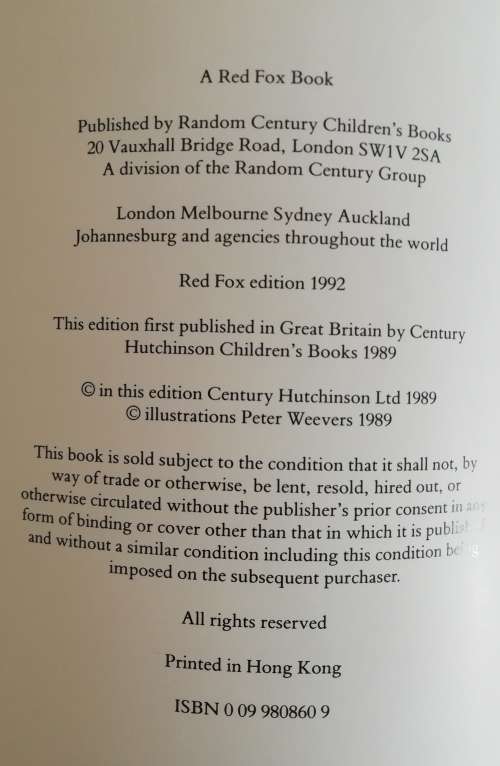 A Red Fox Book
Published by Random Century Children's Books
20 Vauxhall Bridge Road, London SW1V 2SA
A division of the Random Century Group
London Melbourne Sydney Auckland
Johannesburg and agencies throughout the world
Red Fox edition 1992
This edition first published in Great Britain by Century
Hutchinson Children's Books 1989
© in this edition Century Hutchinson Ltd 1989
© illustrations Peter Weevers 1989
This book is sold subject to the condition that it shall not, by
way of trade or otherwise, be lent, resold, hired out, or
otherwise circulated without the publisher's prior consent in any
form of binding or cover other than that in which it is published
and without a similar condition including this condition being
imposed on the subsequent purchaser.
All rights reserved
Printed in Hong Kong
ISBN 0 09 980860 9